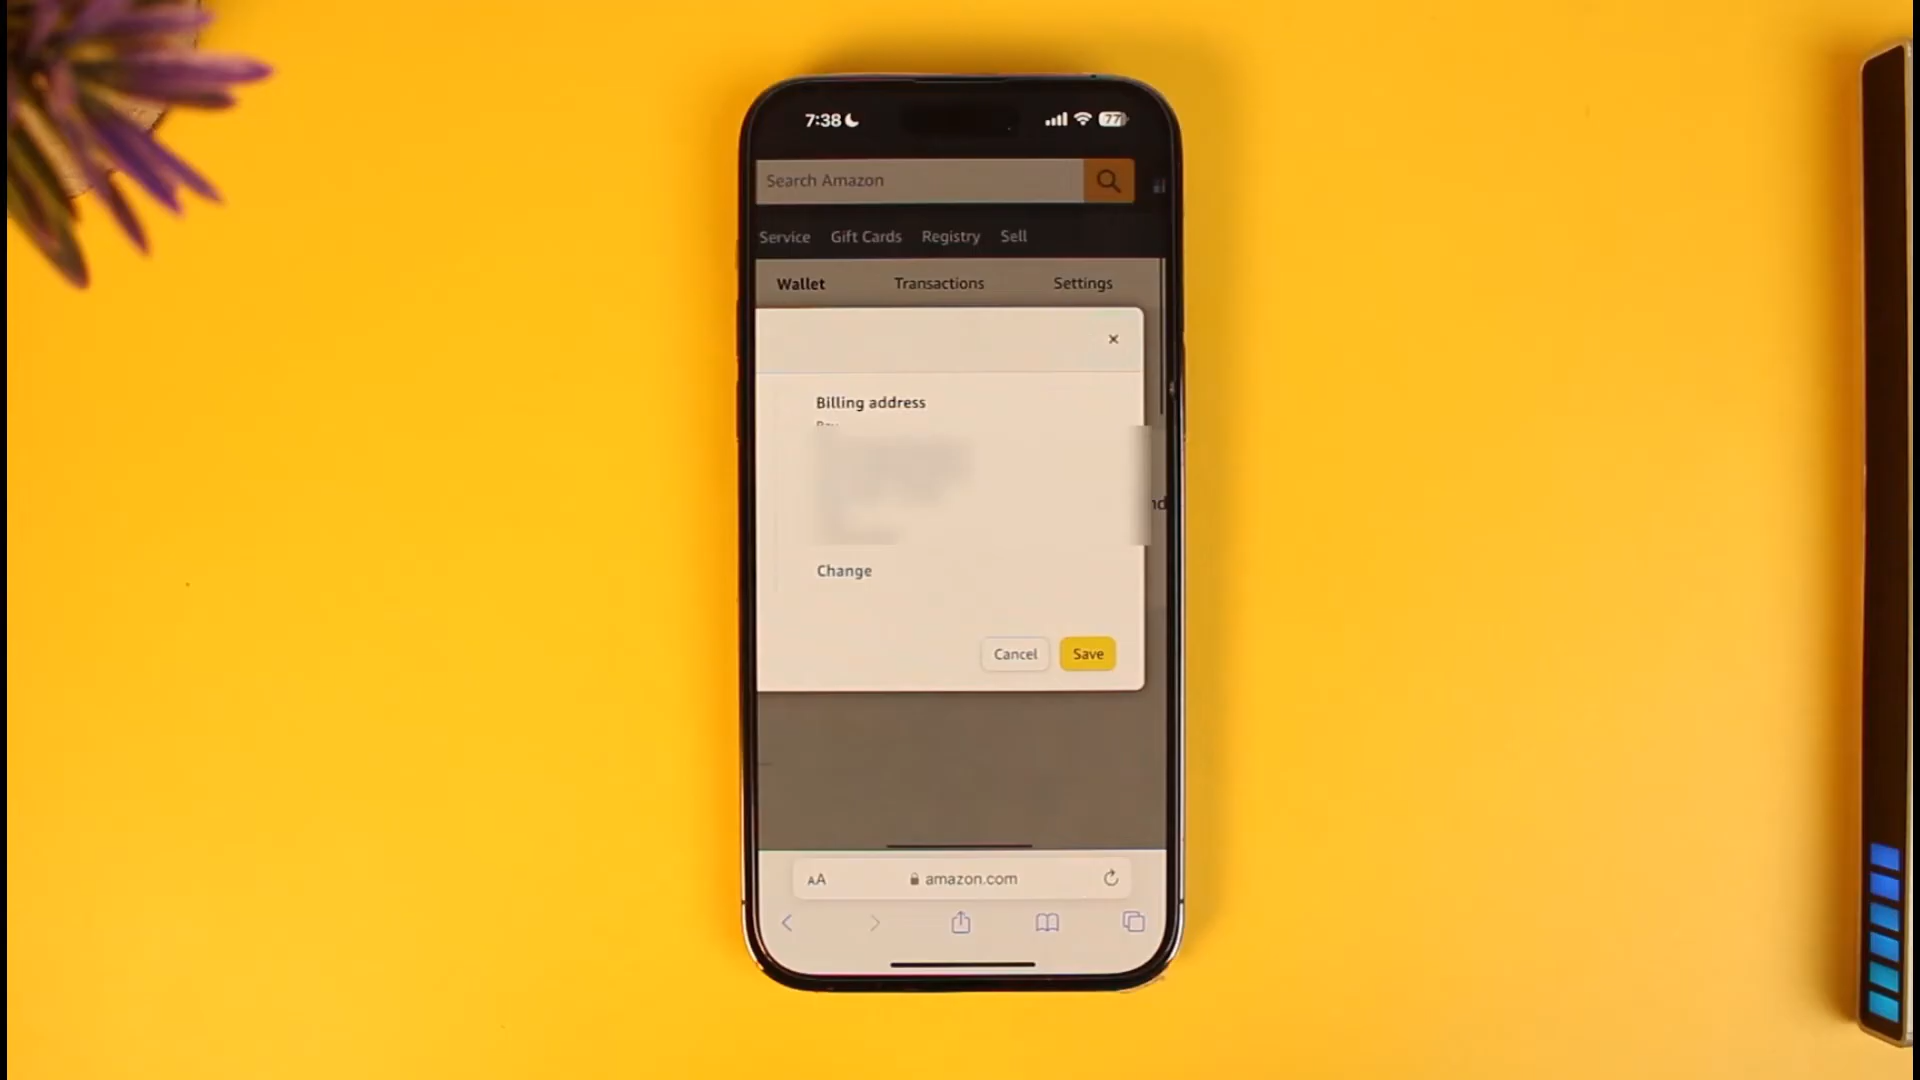 7:38
77
Search Amazon
Service Gift Cards Registry Sell
Wallet Transactions Settings
×
Billing address
Change
Cancel Save
AA amazon.com